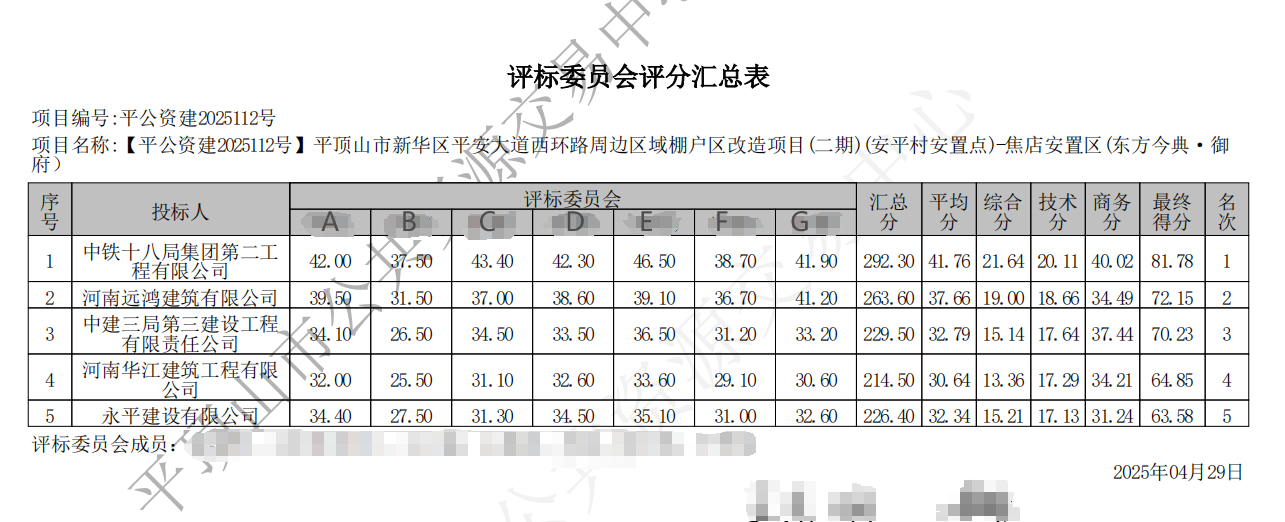 评标委员会评分汇总表
项目编号:平公资建2025112号
项目名称:【平公资建2025112号】平顶山市新华区平安大道西环路周边区域棚户区改造项目(二期)(安平村安置点)-焦店安置区(东方今典·御
府)
序号 投标人 评标委员会 汇总分 平均分 综合分 技术分 商务分 最终得分 名次
A B C D E F G
1 中铁十八局集团第二工程有限公司 42.00 37.50 43.40 42.30 46.50 38.70 41.90 292.30 41.76 21.64 20.11 40.02 81.78 1
2 河南远鸿建筑有限公司 39.50 31.50 37.00 38.60 39.10 36.70 41.20 263.60 37.66 19.00 18.66 34.49 72.15 2
3 中建三局第三建设工程有限责任公司 34.10 26.50 34.50 33.50 36.50 31.20 33.20 229.50 32.79 15.14 17.64 37.44 70.23 3
4 河南华江建筑工程有限公司 32.00 25.50 31.10 32.60 33.60 29.10 30.60 214.50 30.64 13.36 17.29 34.21 64.85 4
5 永平建设有限公司 34.40 27.50 31.30 34.50 35.10 31.00 32.60 226.40 32.34 15.21 17.13 31.24 63.58 5
评标委员会成员:
2025年04月29日
平顶山市公共资源交易中